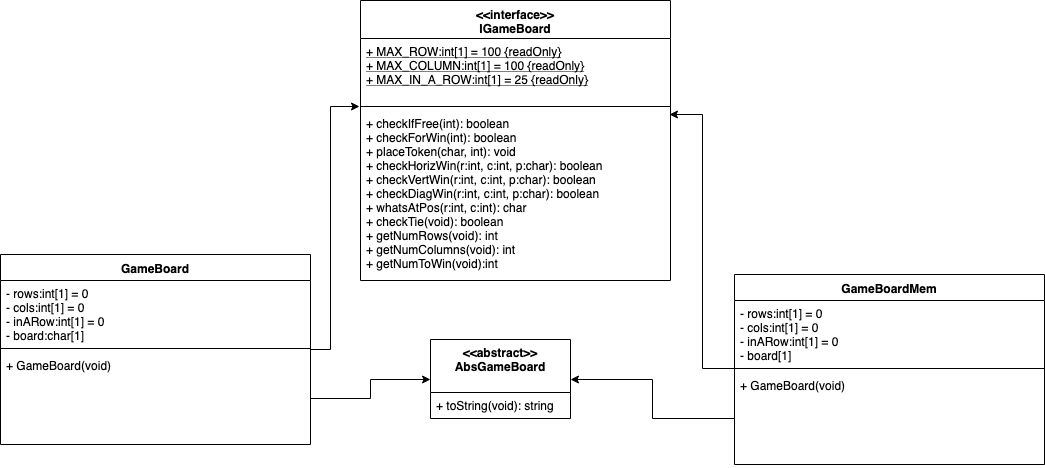 <<interface>>
IGameBoard
+ MAX_ROW:int[1] = 100 {readOnly}
+ MAX_COLUMN:int[1] = 100 {readOnly}
+ MAX_IN_A_ROW:int[1] = 25 {readOnly}
+ checkIfFree(int): boolean
+ checkForWin(int): boolean
+ placeToken(char, int): void
+ checkHorizWin(r:int, c:int, p:char): boolean
+ checkVertWin(r:int, c:int, p:char): boolean
+ checkDiagWin(r:int, c:int, p:char): boolean
+ whatsAtPos(r:int, c:int): char
+ checkTie(void): boolean
+ getNumRows(void): int
+ getNumColumns(void): int
+ getNumToWin(void):int
GameBoard
- rows:int[1] = 0
- cols:int[1] = 0
- inARow:int[1] = 0
- board:char[1]
+ GameBoard(void)
<<abstract>>
AbsGameBoard
+ toString(void): string
GameBoardMem
- rows:int[1] = 0
- cols:int[1] = 0
- inARow:int[1] = 0
- board[1]
+ GameBoard(void)